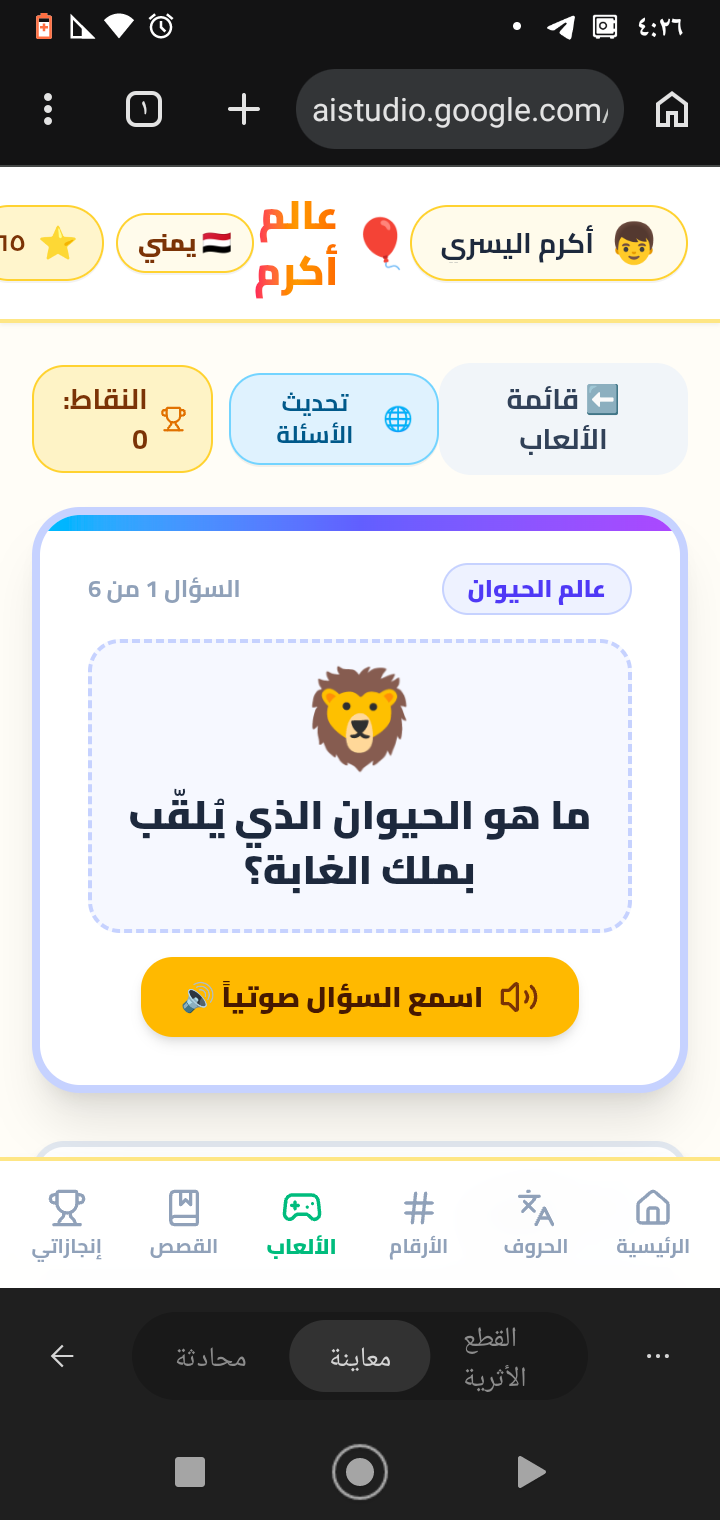 ٤:٢٦
١
aistudio.google.com/
أكرم اليسري
عالم
أكرم
يمني
١٥
قائمة
الألعاب
تحديث
الأسئلة
النقاط:
0
عالم الحيوان
السؤال 1 من 6
ما هو الحيوان الذي يُلقّب
بملك الغابة؟
اسمع السؤال صوتياً
الرئيسية
الحروف
الأرقام
الألعاب
القصص
إنجازاتي
القطع
الأثرية
معاينة
محادثة